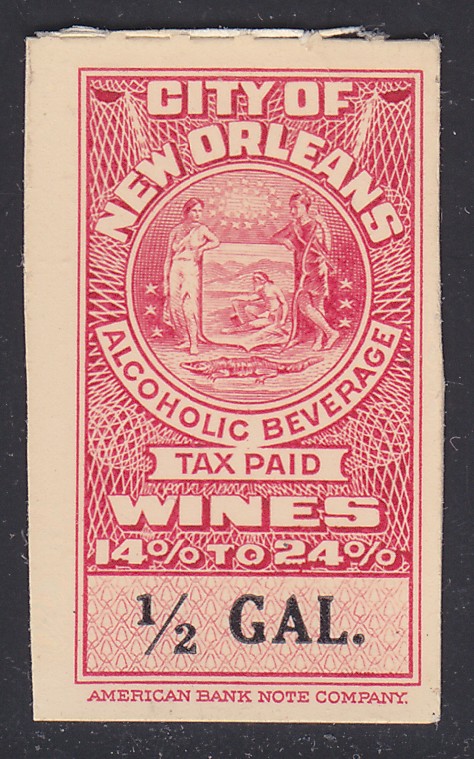 CITY OF
NEW ORLEANS
ALCOHOLIC BEVERAGE
TAX PAID
WINES
14% TO 24%
1/2 GAL.
AMERICAN BANK NOTE COMPANY.